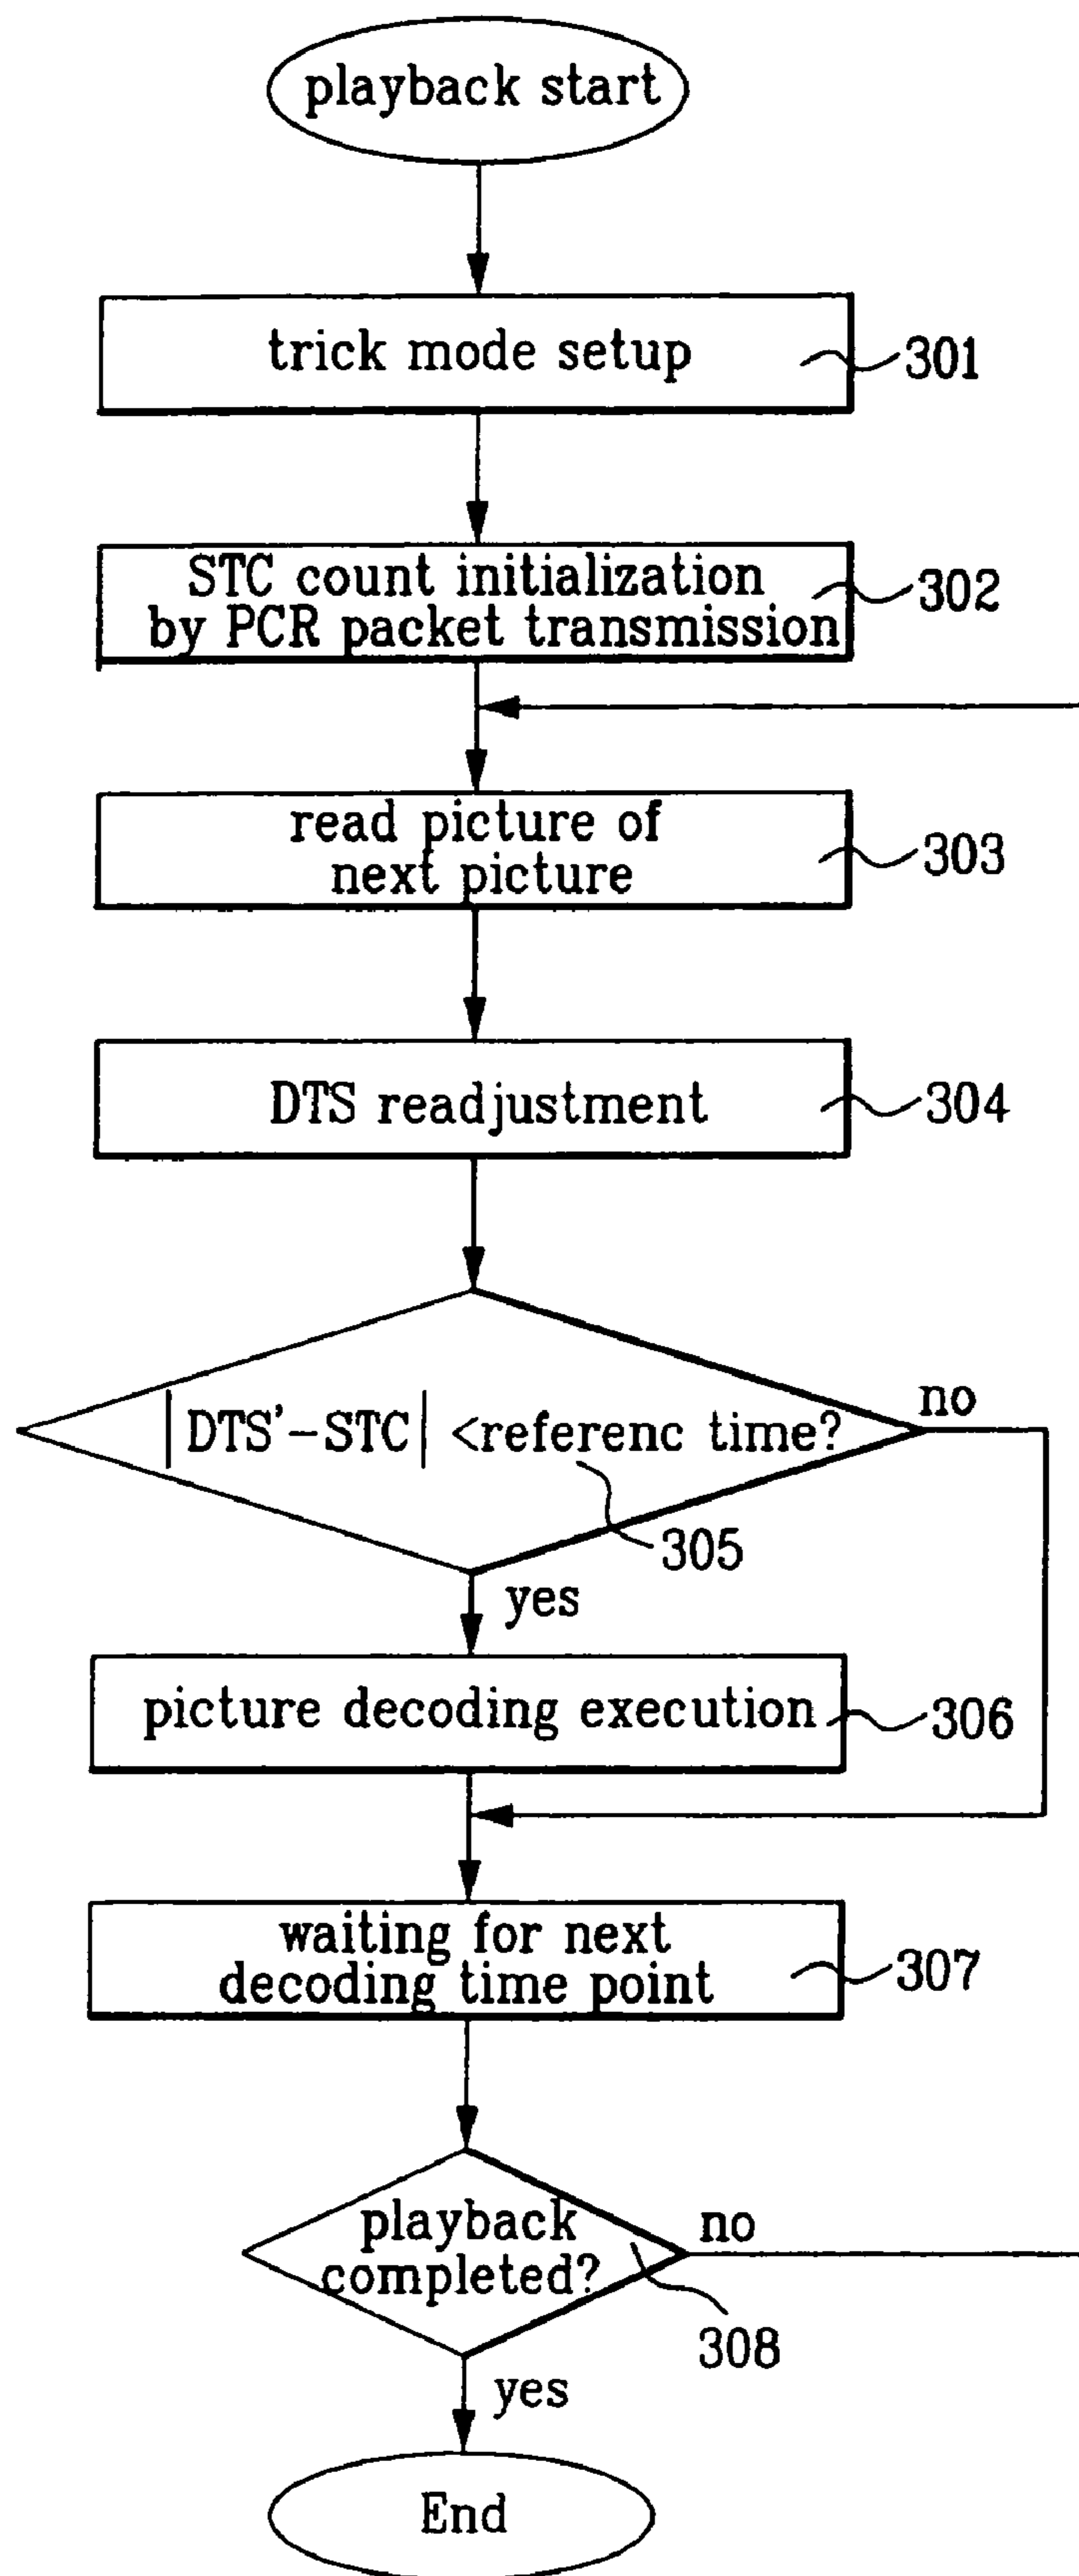 playback start
trick mode setup
301
STC count initialization
by PCR packet transmission
302
read picture of
next picture
303
DTS readjustment
304
|DTS'-STC| <referenc time?
no
305
yes
picture decoding execution
306
waiting for next
decoding time point
307
playback
completed?
no
308
yes
End